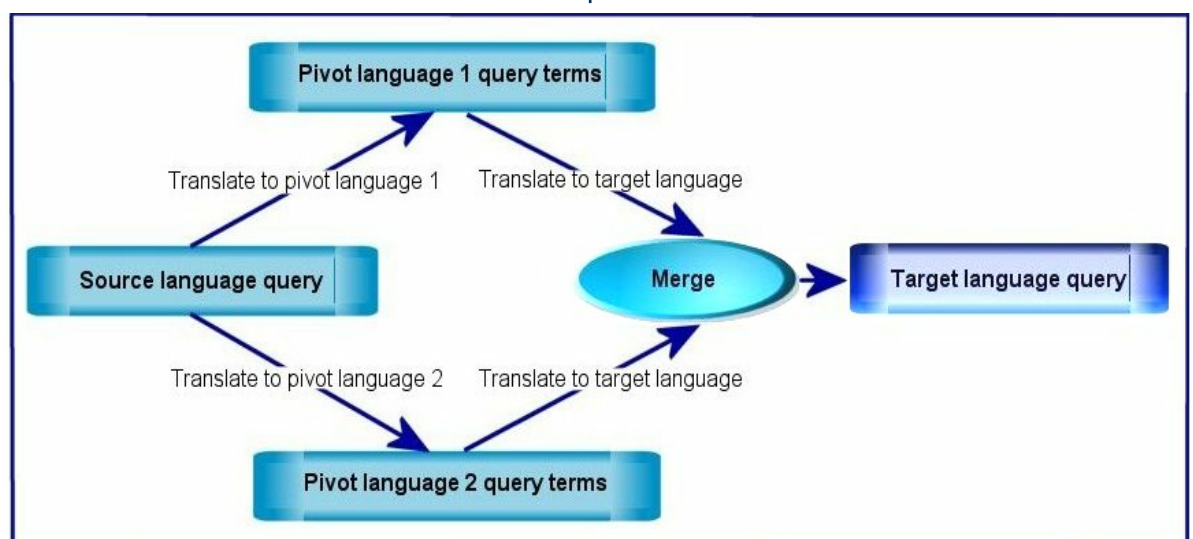 Pivot language 1 query terms
Translate to pivot language 1
Translate to target language
Source language query
Merge
Target language query
Translate to pivot language 2
Translate to target language
Pivot language 2 query terms